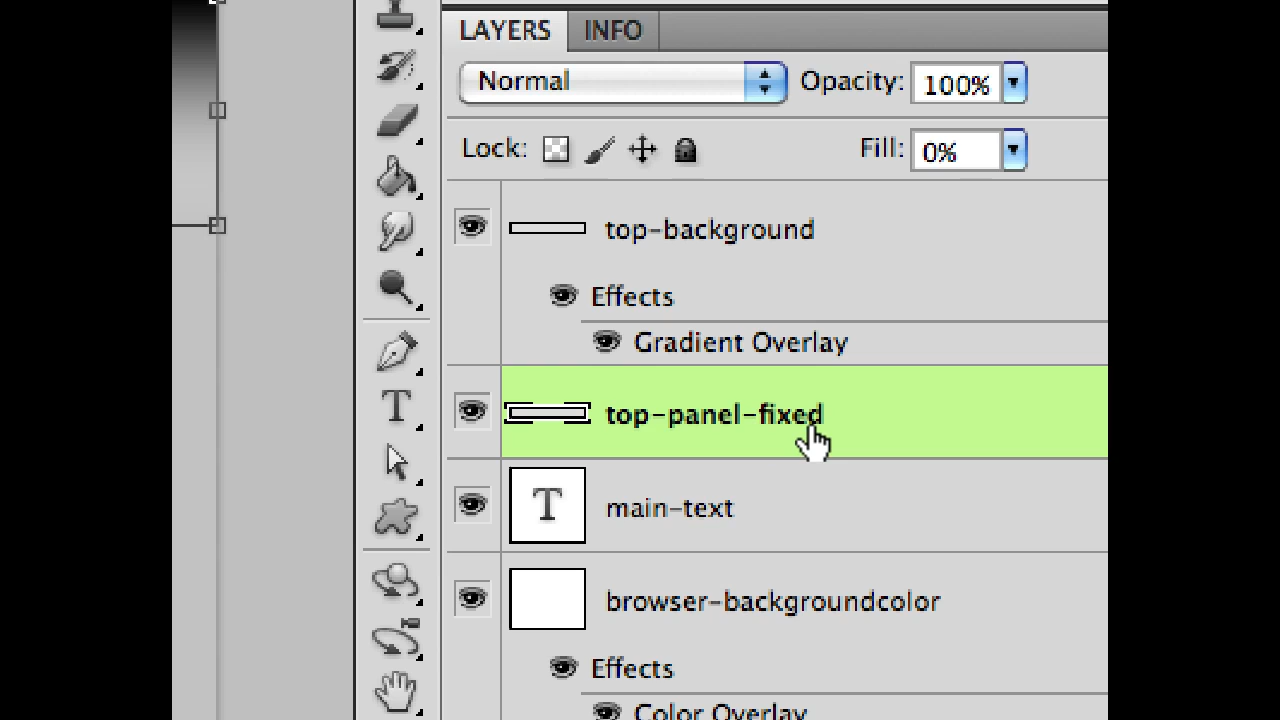 LAYERS INFO
Normal Opacity: 100%
Lock: Fill: 0%
top-background
Effects
Gradient Overlay
top-panel-fixed
T
T main-text
browser-backgroundcolor
Effects
Color Overlay